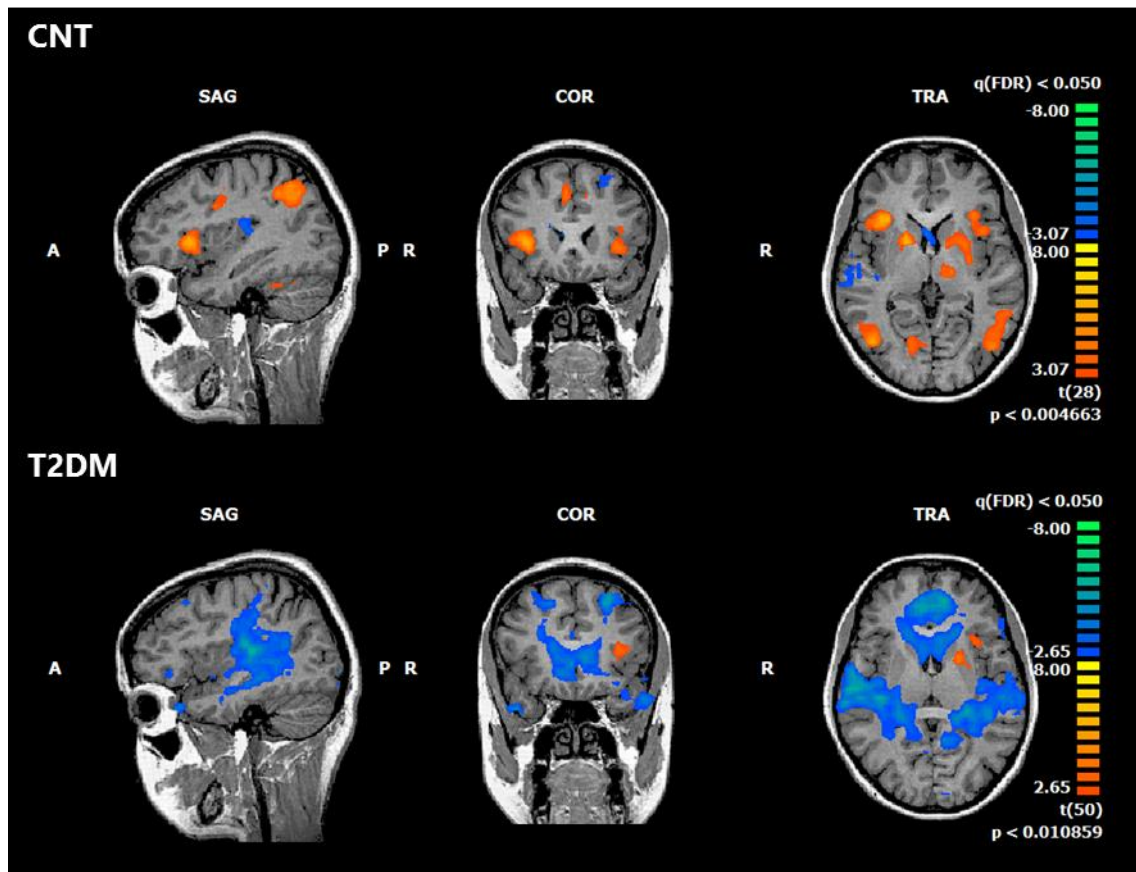 CNT
SAG COR TRA
q(FDR) < 0.050
-8.00
A P R R
-3.07
8.00
3.07
t(28)
p < 0.004663
T2DM
SAG COR TRA
q(FDR) < 0.050
-8.00
A P R R
-2.65
8.00
2.65
t(50)
p < 0.010859